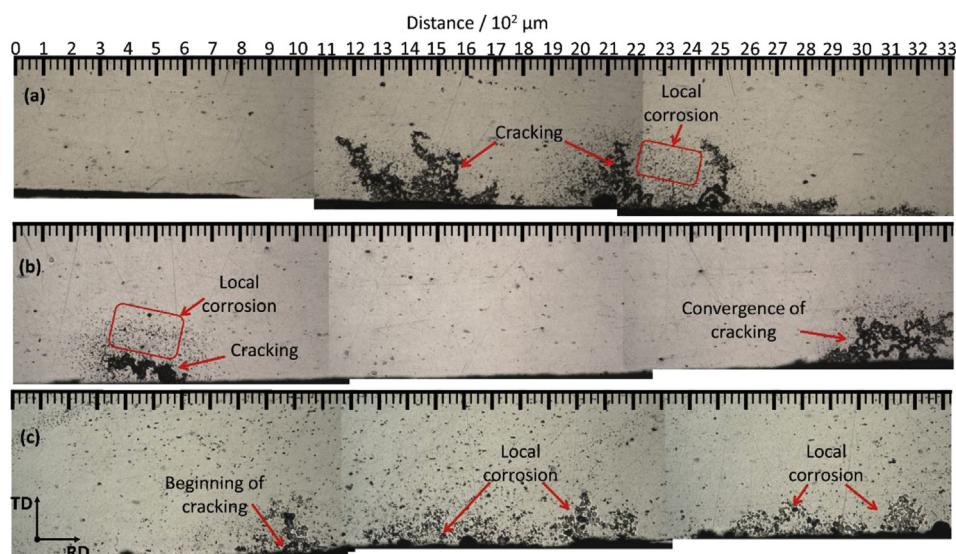 Distance / 10² µm
0 1 2 3 4 5 6 7 8 9 10 11 12 13 14 15 16 17 18 19 20 21 22 23 24 25 26 27 28 29 30 31 32 33
(a)
Cracking
Local
corrosion
(b)
Local
corrosion
Cracking
Convergence of
cracking
(c)
Beginning of
cracking
Local
corrosion
Local
corrosion
TD
RD